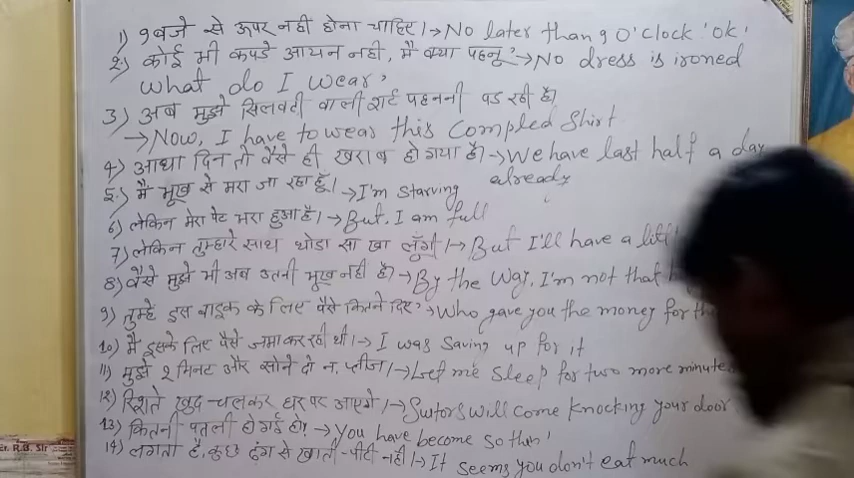 1) 9 बजे से ऊपर नही होना चाहिए।→No later than 9 O'clock 'Ok'
2) कोई भी कपडे आयन नही, मै क्या पहनू?→No dress is ironed
what do I wear?
3) अब मुझे सिलवटो वाली शर्ट पहननी पड रही है।
→Now, I have to wear this Compled Shirt
4) आधा दिन तो वैसे ही खराब हो गया है।→We have last half a day
already
5) मै भूख से मरा जा रहा हूँ।→I'm starving
6) लेकिन मेरा पेट भरा हुआ है।→But. I am full
7) लेकिन तुम्हारे साथ थोडा सा खा लूँगी।→But I'll have a
8) वैसे मुझे भी अब उतनी भूख नही है।→By the way, I'm not that
9) तुम्हे इस बाइक के लिए पैसे कितने दिए?→Who gave you the money for
10) मै इसके लिए पैसे जमा कर रही थी।→I was saving up for it
11) मुझे 2 मिनट और सोने दो न प्लीज।→Let me sleep for two more minute
12) रिश्ते खुद चलकर घर पर आएगे।→Sutors will come knocking your door
13) कितनी पतली हो गई हो!→You have become so thin!
14) लगता है, कुछ ढंग से खाती-पीती नही।→It seems you don't eat much
Er. R.B. Sir